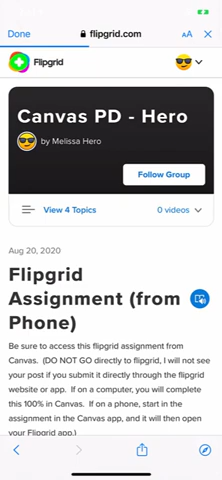 Done
flipgrid.com
AA
Flipgrid
Canvas PD - Hero
by Melissa Hero
Follow Group
View 4 Topics
0 videos
Aug 20, 2020
Flipgrid
Assignment (from
Phone)
Be sure to access this flipgrid assignment from
Canvas. (DO NOT GO directly to flipgrid, I will not see
your post if you submit it directly through the flipgrid
website or app. If on a computer, you will complete
this 100% in Canvas. If on a phone, start in the
assignment in the Canvas app, and it will then open
your Flipgrid app.)